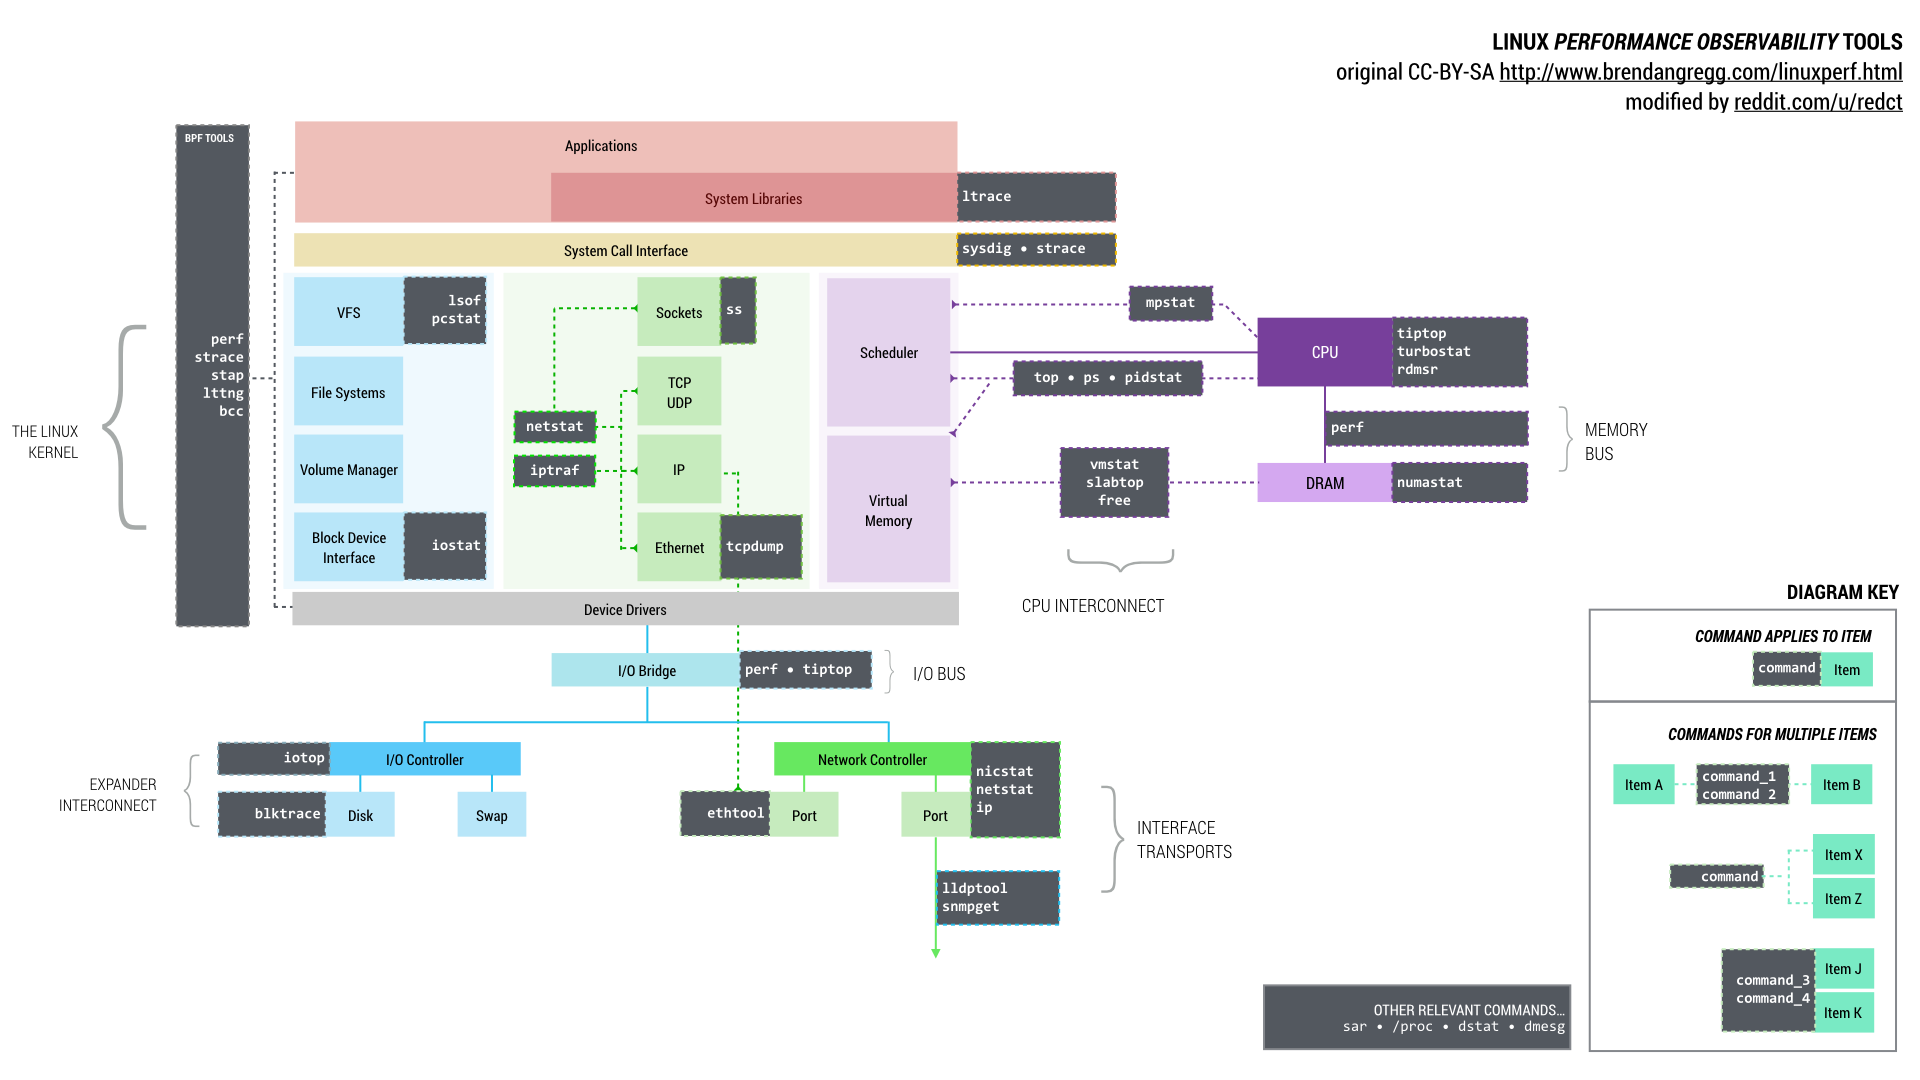 LINUX PERFORMANCE OBSERVABILITY TOOLS
original CC-BY-SA http://www.brendangregg.com/linuxperf.html
modified by reddit.com/u/redct
BPF TOOLS
perf
strace
stap
lttng
bcc
THE LINUX
KERNEL
Applications
System Libraries
ltrace
System Call Interface
sysdig • strace
VFS
lsof
pcstat
File Systems
Volume Manager
Block Device
Interface
iostat
Sockets
ss
TCP
UDP
netstat
iptraf
IP
Ethernet
tcpdump
Scheduler
Virtual
Memory
mpstat
top • ps • pidstat
vmstat
slabtop
free
CPU INTERCONNECT
CPU
tiptop
turbostat
rdmsr
perf
MEMORY
BUS
DRAM
numastat
Device Drivers
I/O Bridge
perf • tiptop
I/O BUS
EXPANDER
INTERCONNECT
iotop
I/O Controller
blktrace
Disk
Swap
Network Controller
nicstat
netstat
ip
ethtool
Port
Port
INTERFACE
TRANSPORTS
lldptool
snmpget
OTHER RELEVANT COMMANDS…
sar • /proc • dstat • dmesg
DIAGRAM KEY
COMMAND APPLIES TO ITEM
command
Item
COMMANDS FOR MULTIPLE ITEMS
Item A
command_1
command_2
Item B
command
Item X
Item Z
command_3
command_4
Item J
Item K